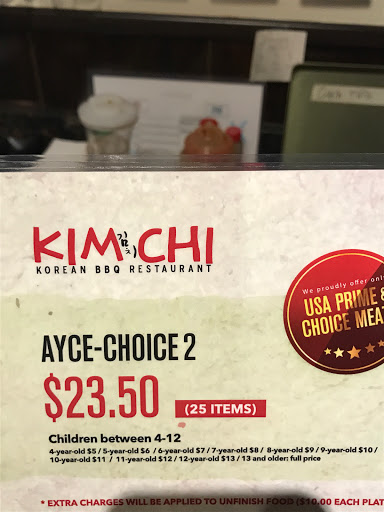 KIM 김치 CHI
KOREAN BBQ RESTAURANT
We proudly offer only
USA PRIME &
CHOICE MEA
AYCE-CHOICE 2
$23.50 (25 ITEMS)
Children between 4-12
4-year-old $5 / 5-year-old $6 / 6-year-old $7 / 7-year-old $8 / 8-year-old $9 / 9-year-old $10 /
10-year-old $11 / 11-year-old $12 / 12-year-old $13 / 13 and older: full price
* EXTRA CHARGES WILL BE APPLIED TO UNFINISH FOOD ($10.00 EACH PLAT